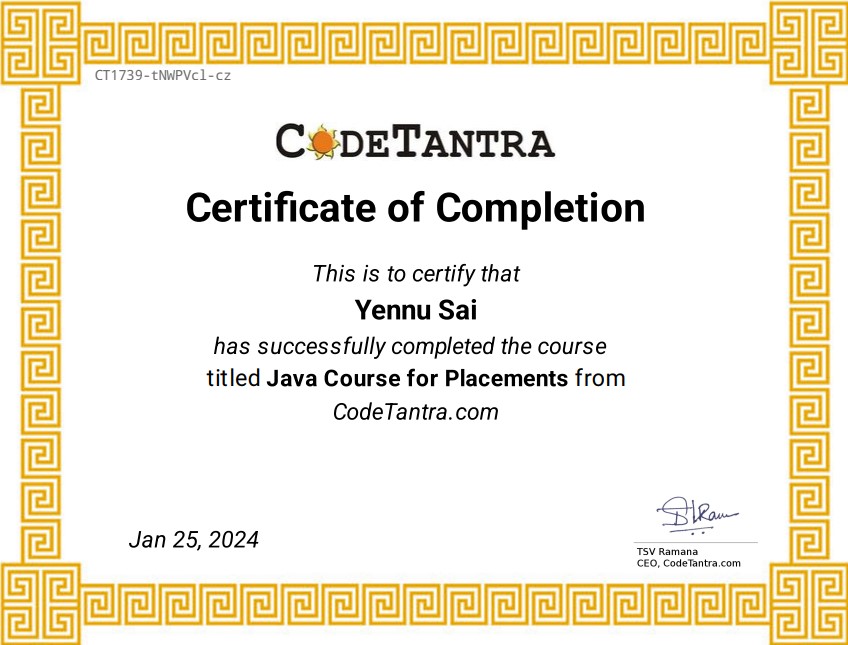 CT1739-tNWPVcl-cz
CODETANTRA
Certificate of Completion
This is to certify that
Yennu Sai
has successfully completed the course
titled Java Course for Placements from
CodeTantra.com
Jan 25, 2024
TSV Ramana
CEO, CodeTantra.com